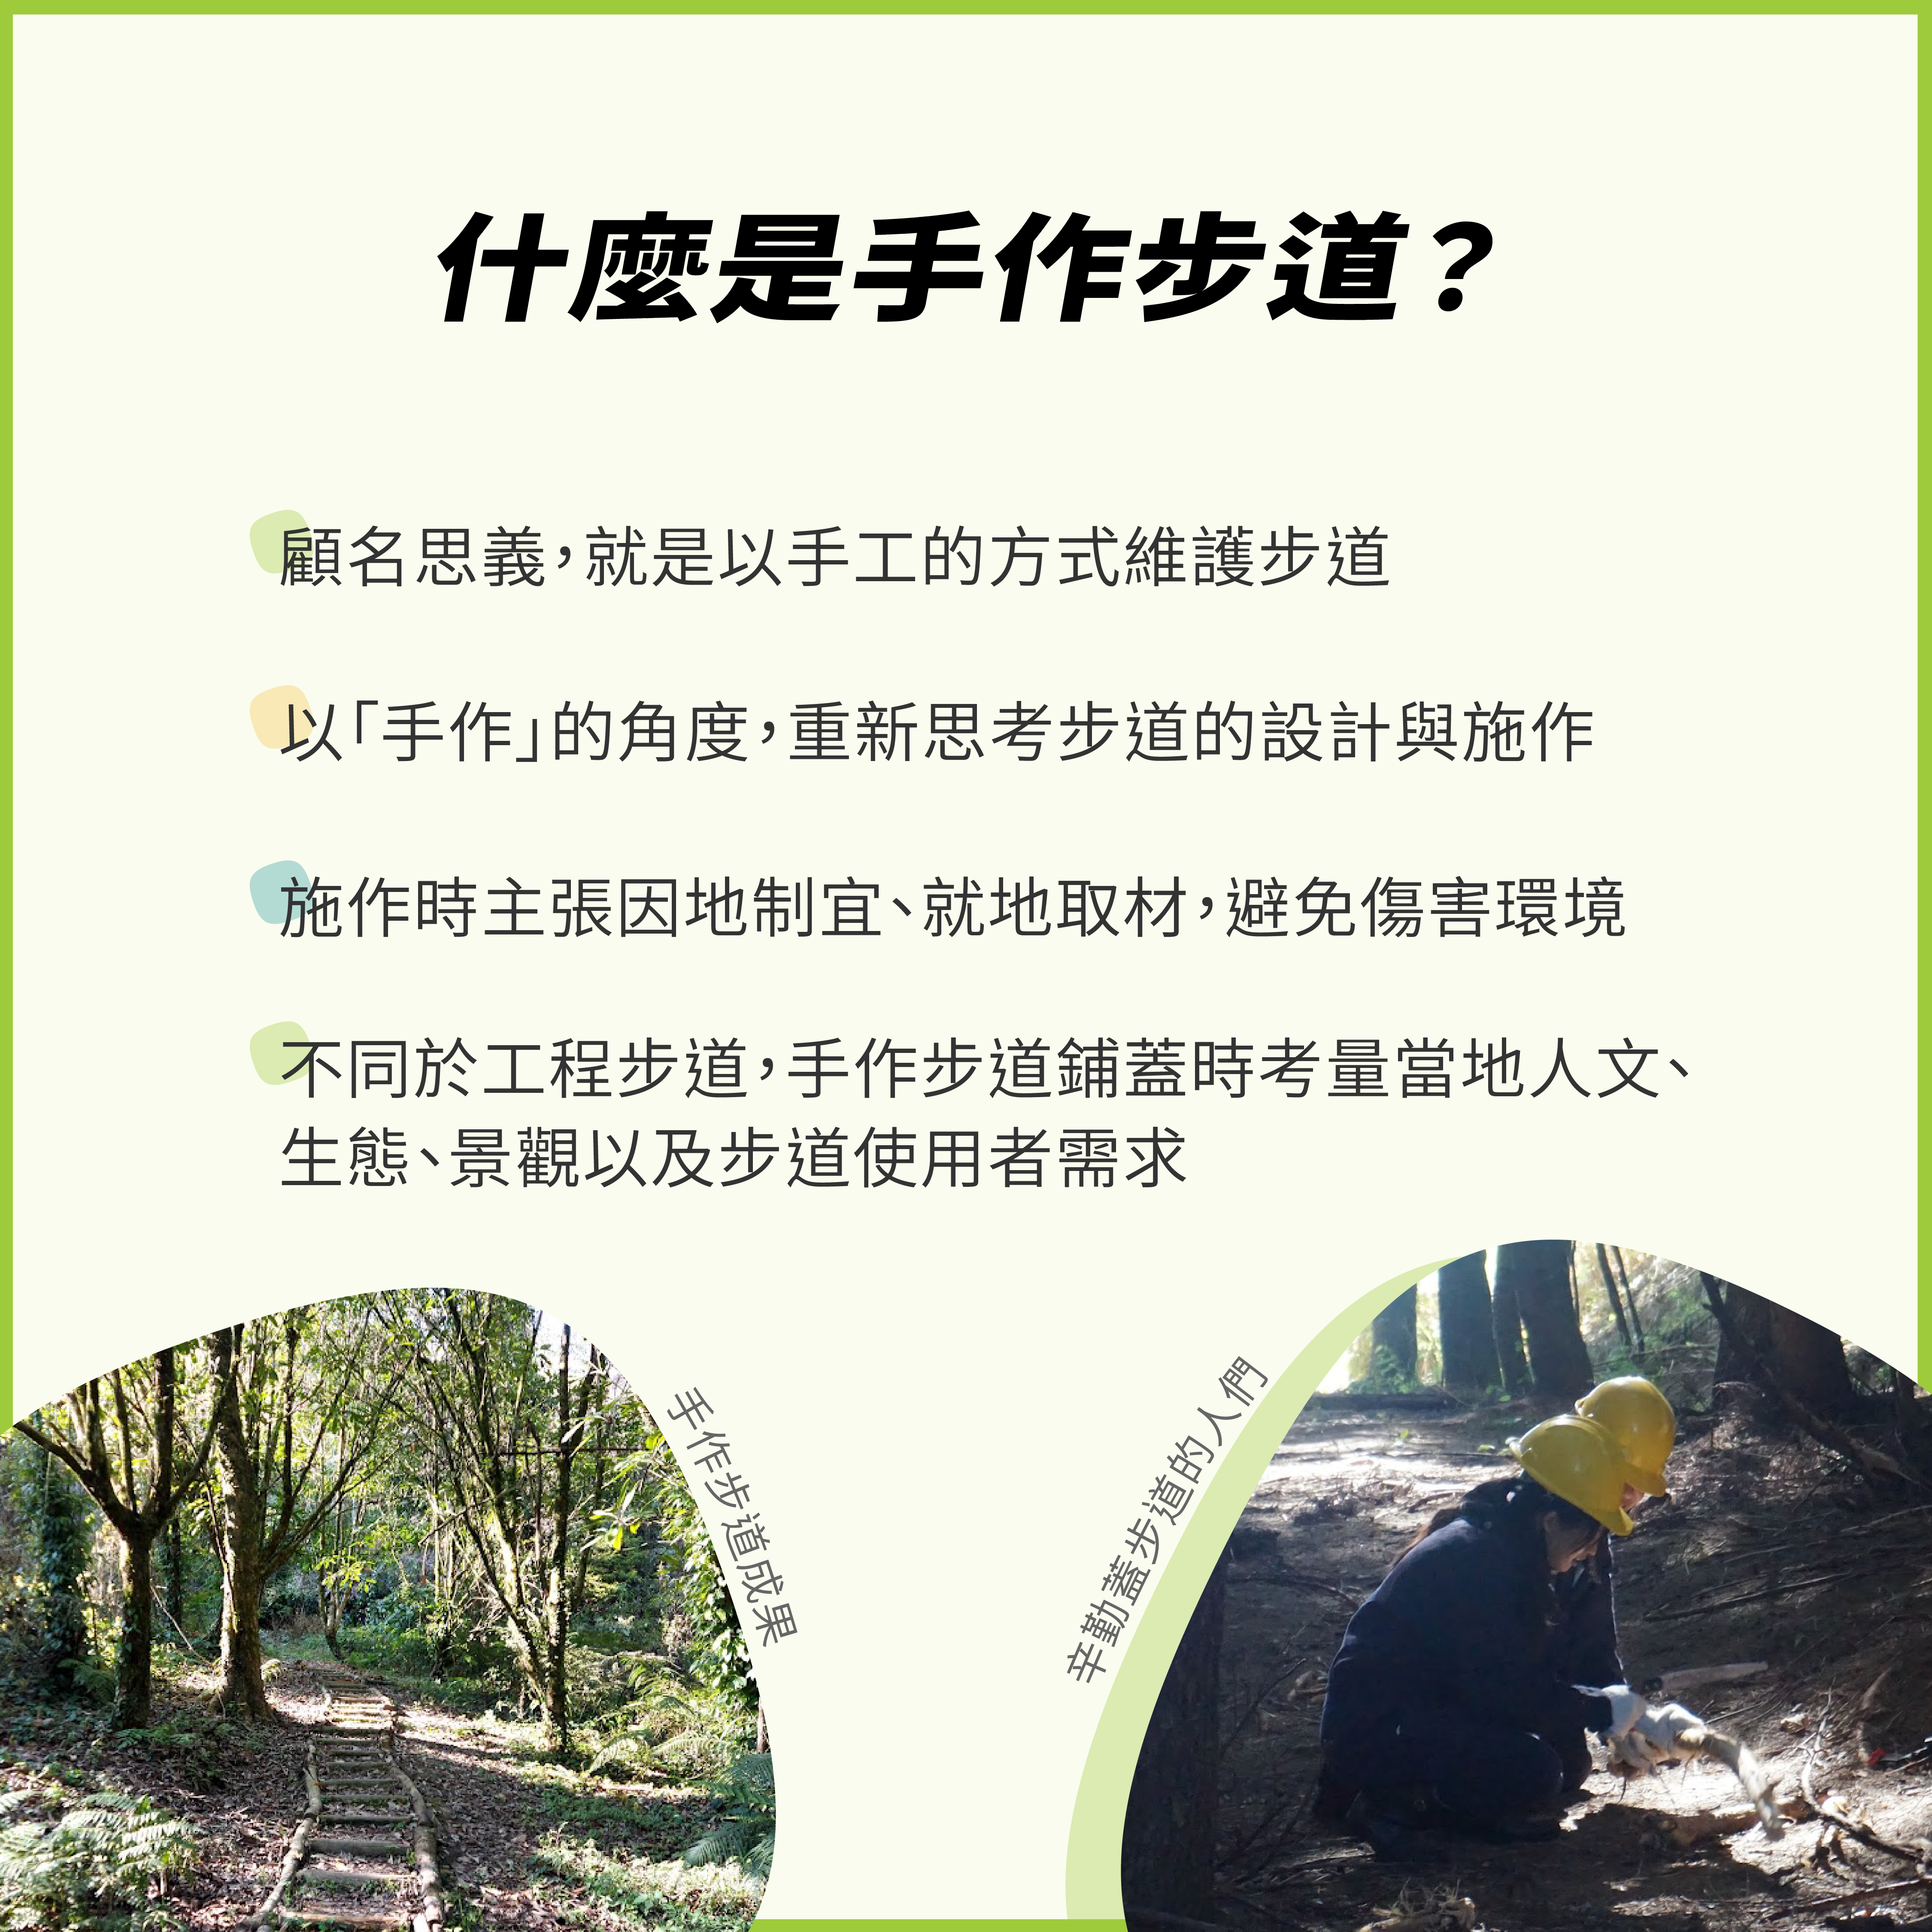 什麼是手作步道？
顧名思義，就是以手工的方式維護步道
以「手作」的角度，重新思考步道的設計與施作
施作時主張因地制宜、就地取材，避免傷害環境
不同於工程步道，手作步道鋪蓋時考量當地人文、
生態、景觀以及步道使用者需求
手作步道成果
辛勤蓋步道的人們